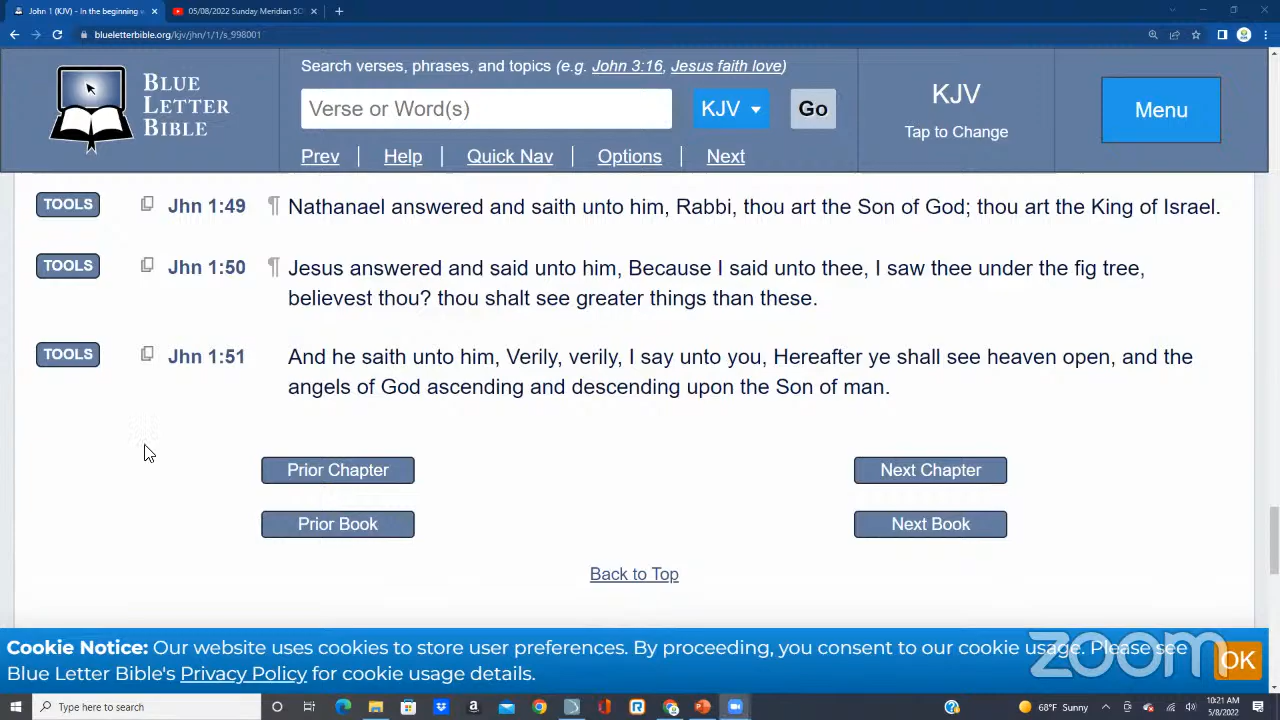 John 1 (KJV) - In the beginning
05/08/2022 Sunday Meridian SC
blueletterbible.org/kjv/jhn/1/1/s_998001
BLUE
LETTER
BIBLE
Search verses, phrases, and topics (e.g. John 3:16, Jesus faith love)
Verse or Word(s)
KJV
Go
Prev
Help
Quick Nav
Options
Next
KJV
Tap to Change
Menu
TOOLS Jhn 1:49 ¶ Nathanael answered and saith unto him, Rabbi, thou art the Son of God; thou art the King of Israel.
TOOLS Jhn 1:50 ¶ Jesus answered and said unto him, Because I said unto thee, I saw thee under the fig tree,
believest thou? thou shalt see greater things than these.
TOOLS Jhn 1:51 And he saith unto him, Verily, verily, I say unto you, Hereafter ye shall see heaven open, and the
angels of God ascending and descending upon the Son of man.
Prior Chapter
Next Chapter
Prior Book
Next Book
Back to Top
Cookie Notice: Our website uses cookies to store user preferences. By proceeding, you consent to our cookie usage. Please see
Blue Letter Bible's Privacy Policy for cookie usage details.
OK
zoom
Type here to search
68°F Sunny
10:21 AM
5/8/2022